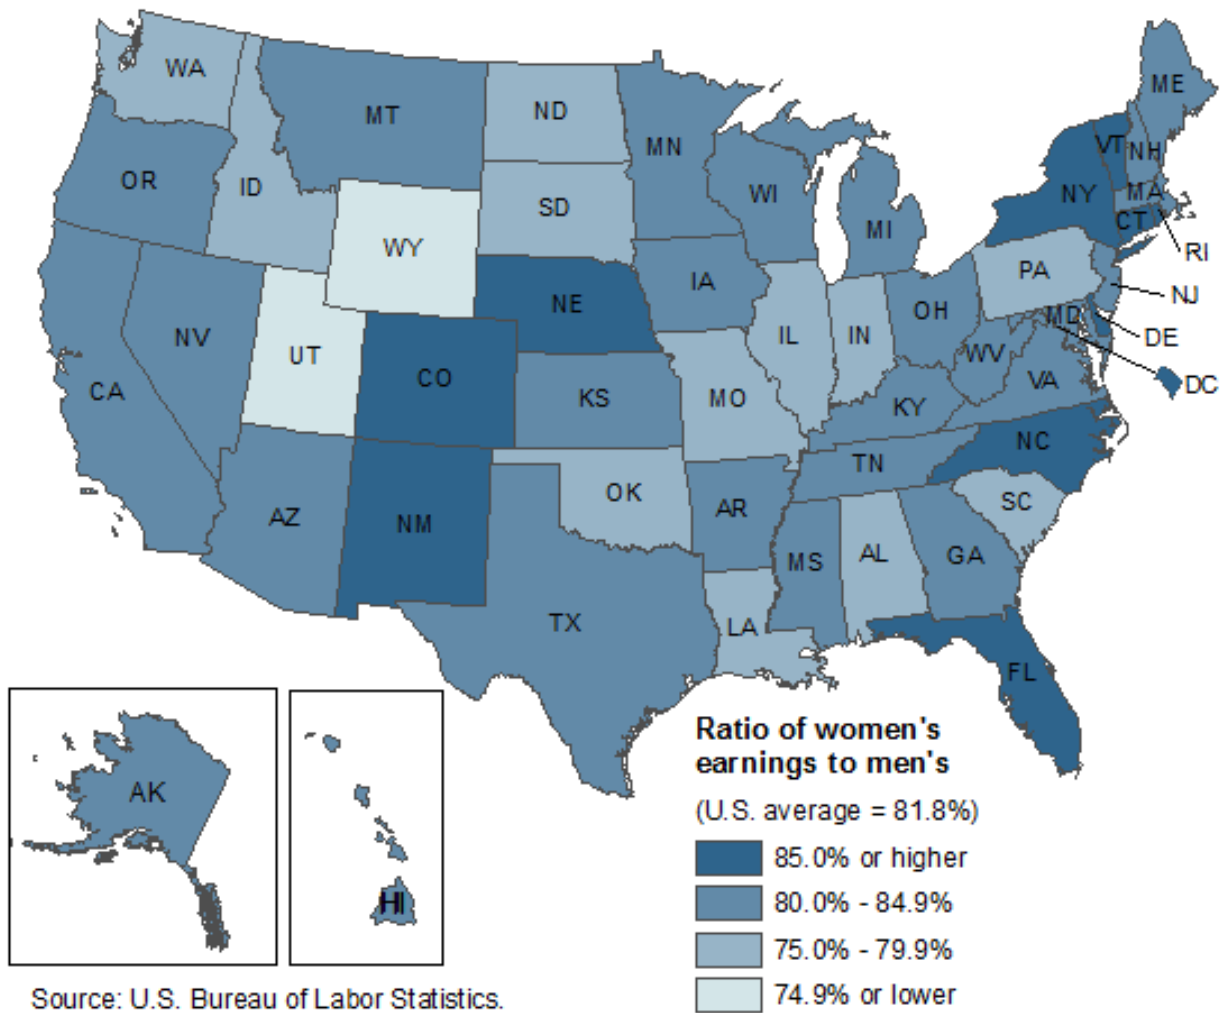 WA
MT
ND
MN
ME
VT
NH
OR
ID
SD
WI
MI
NY
MA
CT
RI
WY
NE
IA
PA
NJ
NV
UT
CO
IL
IN
OH
MD
DE
CA
KS
MO
WV
VA
DC
KY
NC
AZ
NM
OK
AR
TN
SC
TX
MS
AL
GA
LA
FL
AK
HI
Ratio of women's
earnings to men's
(U.S. average = 81.8%)
85.0% or higher
80.0% - 84.9%
75.0% - 79.9%
74.9% or lower
Source: U.S. Bureau of Labor Statistics.